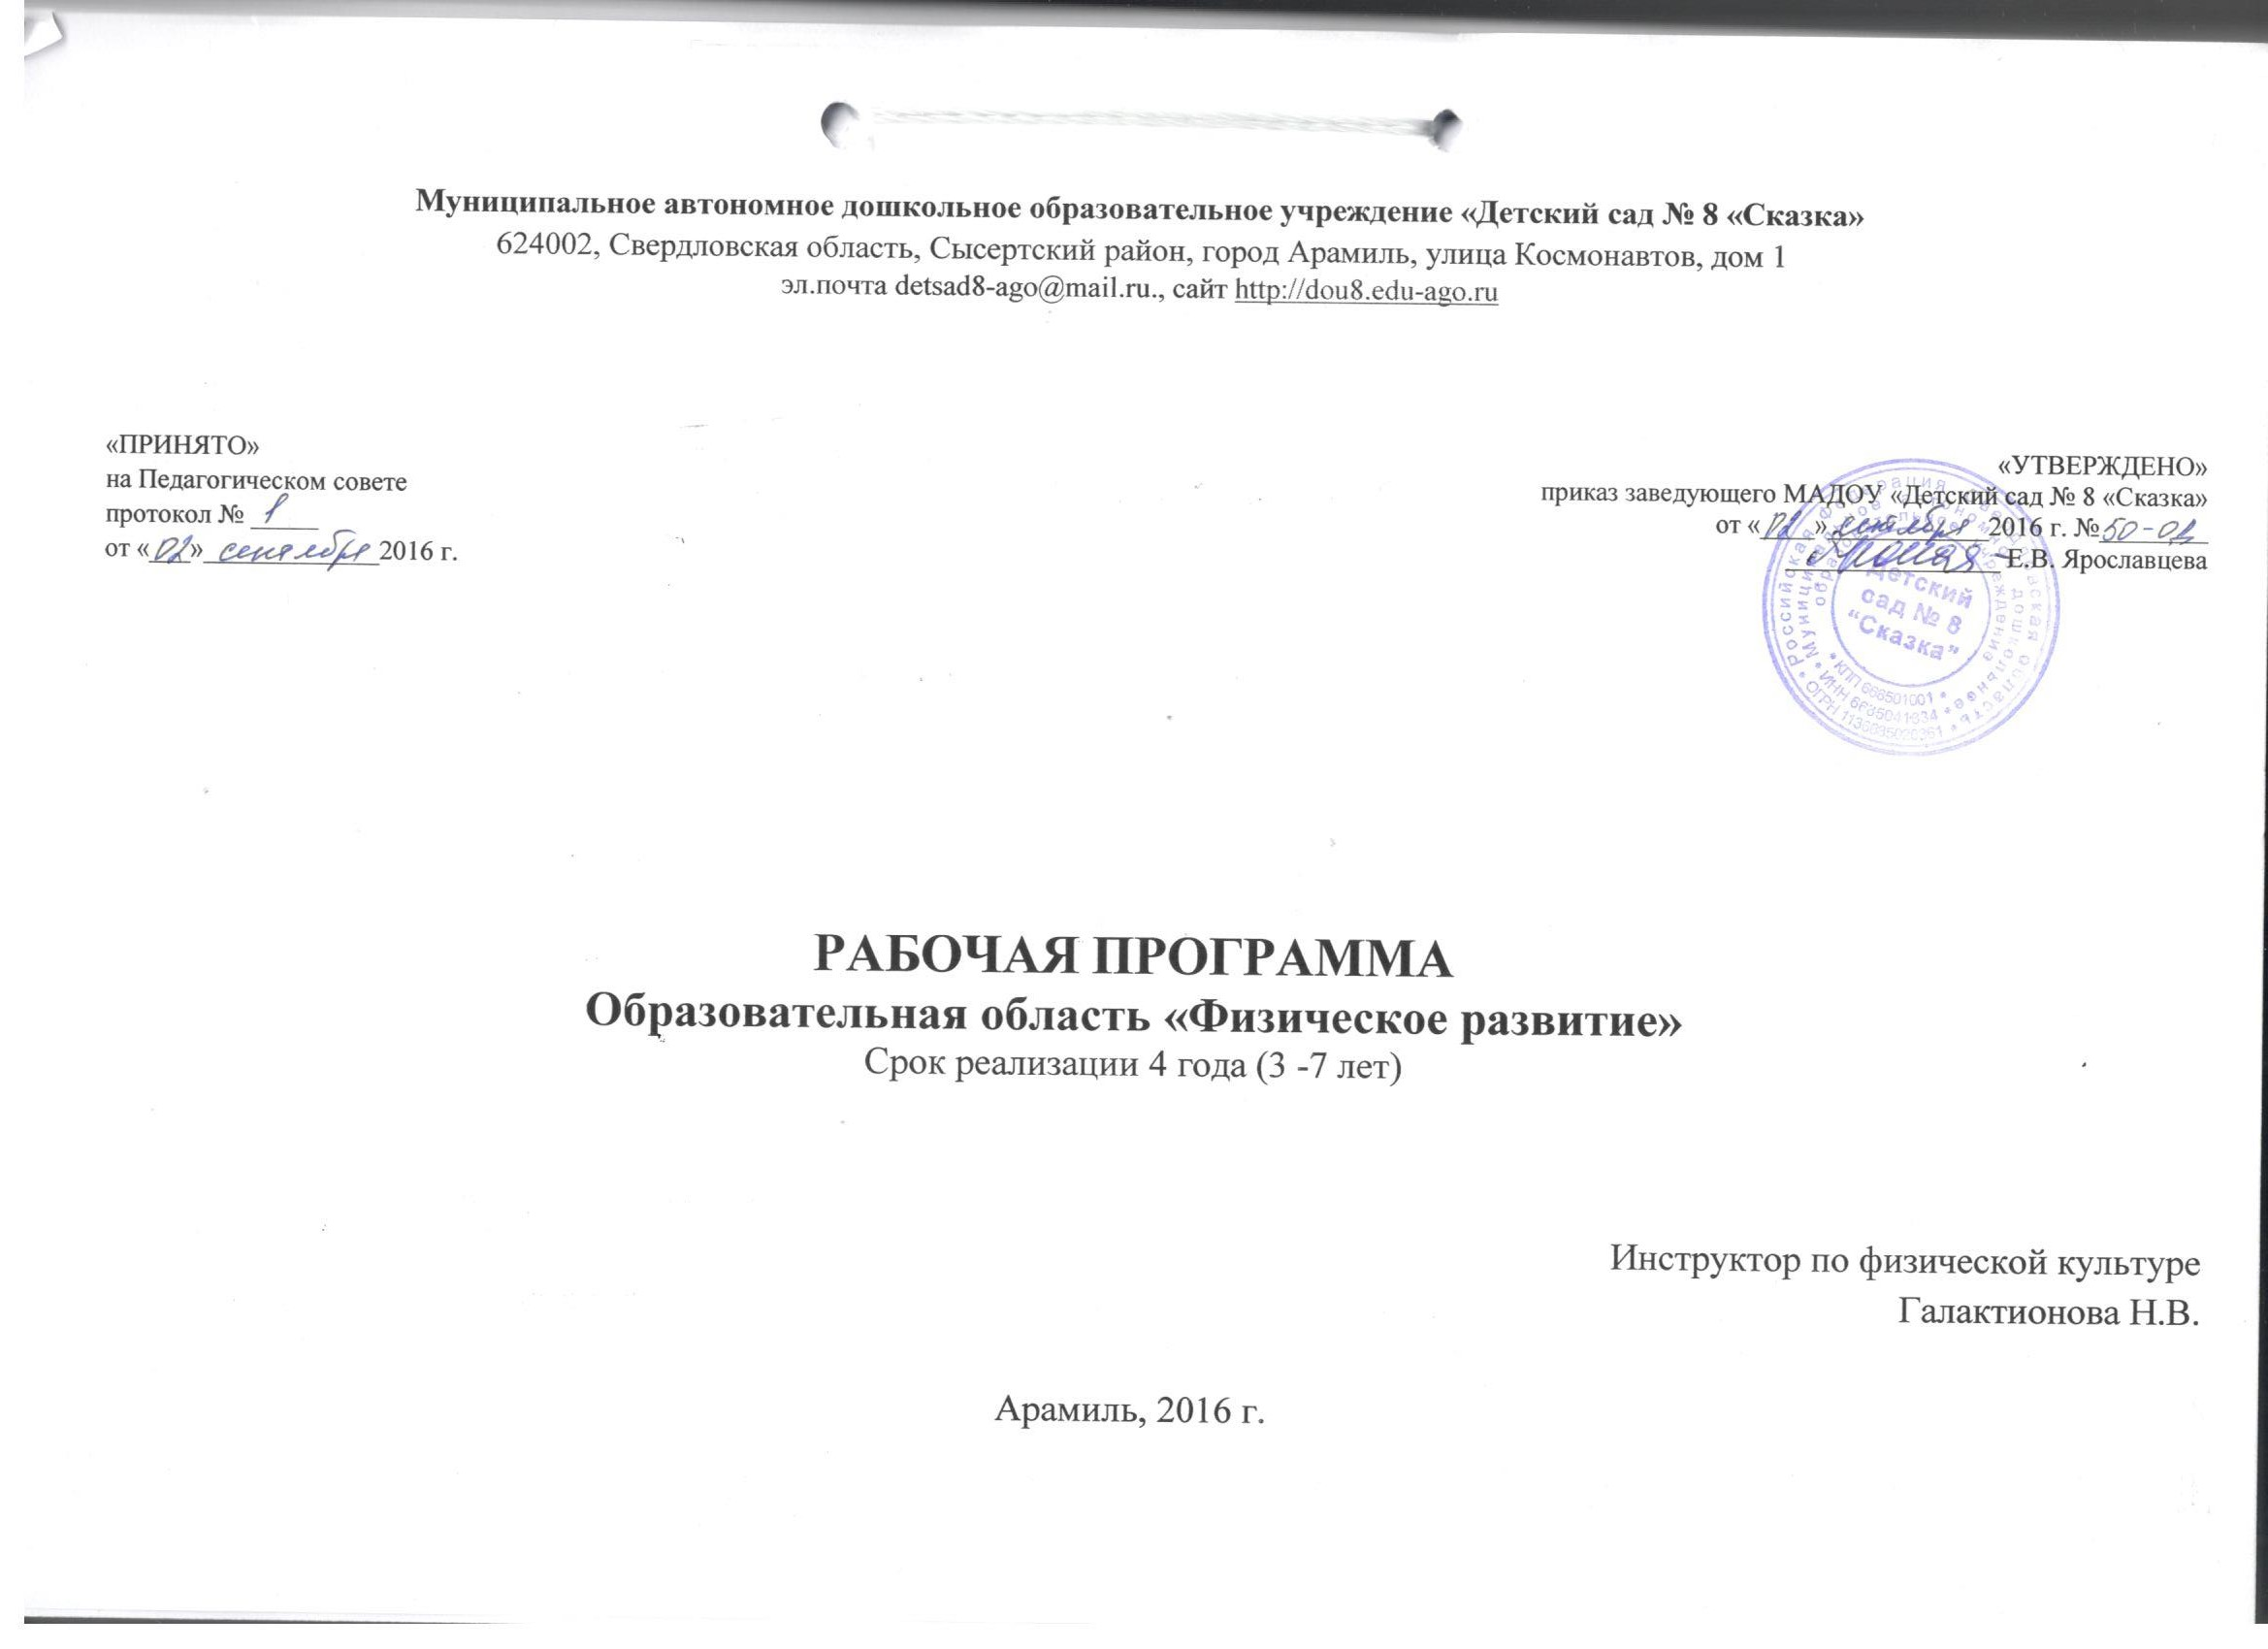 Муниципальное автономное дошкольное образовательное учреждение «Детский сад № 8 «Сказка»
624002, Свердловская область, Сысертский район, город Арамиль, улица Космонавтов, дом 1
эл.почта detsad8-ago@mail.ru., сайт http://dou8.edu-ago.ru
«ПРИНЯТО»
на Педагогическом совете
протокол № 1
от «02» сентября 2016 г.
«УТВЕРЖДЕНО»
приказ заведующего МАДОУ «Детский сад № 8 «Сказка»
от «02» сентября 2016 г. № 50-03
Е.В. Ярославцева
Детский
сад № 8
“Сказка”
РАБОЧАЯ ПРОГРАММА
Образовательная область «Физическое развитие»
Срок реализации 4 года (3 -7 лет)
Инструктор по физической культуре
Галактионова Н.В.
Арамиль, 2016 г.